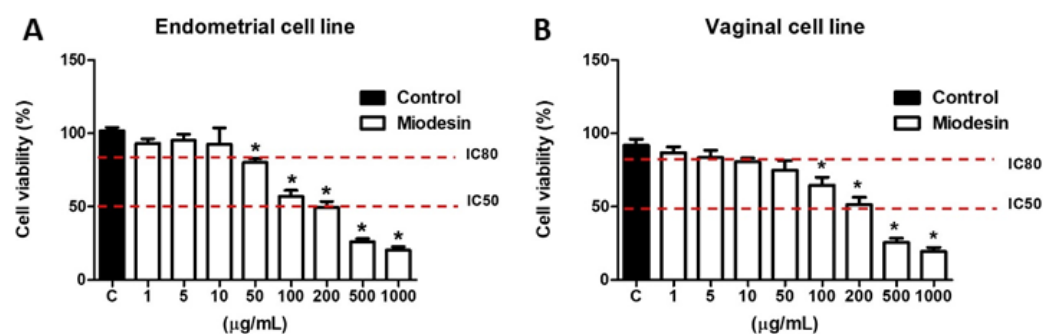 A
Endometrial cell line
Cell viability (%)
150
100
50
0
Control
Miodesin
IC80
IC50
*
*
*
*
*
C 1 5 10 50 100 200 500 1000
(µg/mL)
B
Vaginal cell line
Cell viability (%)
150
100
50
0
Control
Miodesin
IC80
IC50
*
*
*
*
C 1 5 10 50 100 200 500 1000
(µg/mL)